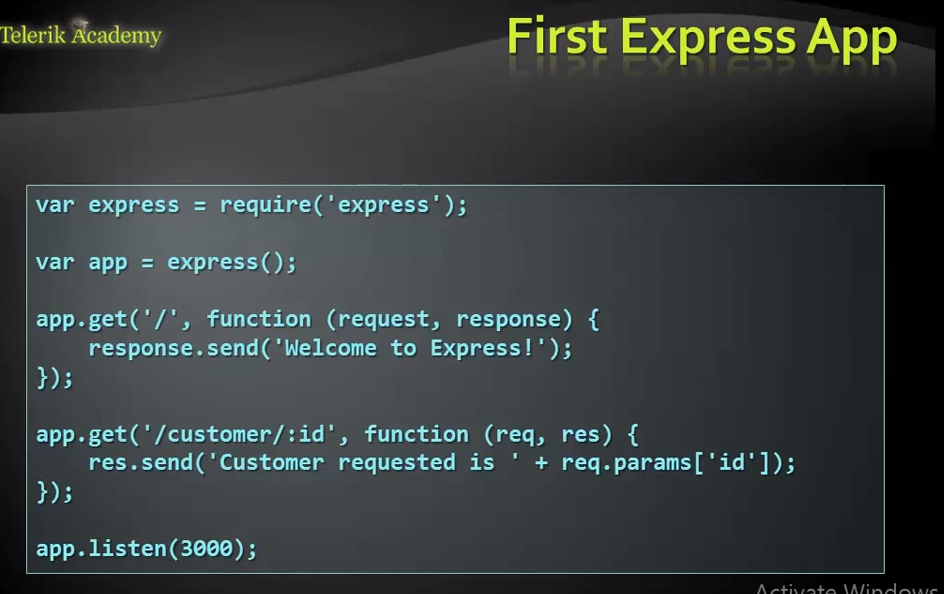 Telerik Academy
First Express App
var express = require('express');
var app = express();
app.get('/', function (request, response) {
    response.send('Welcome to Express!');
});
app.get('/customer/:id', function (req, res) {
    res.send('Customer requested is ' + req.params['id']);
});
app.listen(3000);
Activate Windows